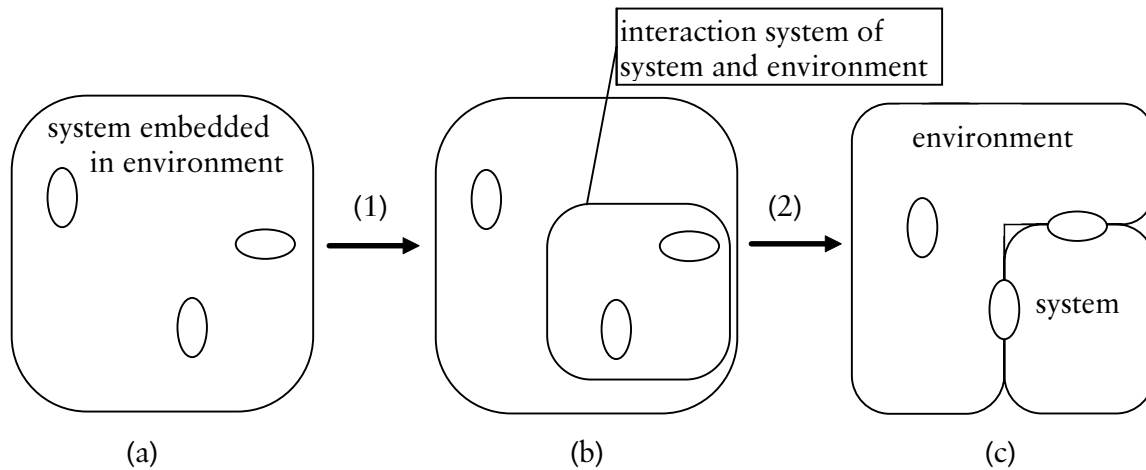 interaction system of
system and environment
system embedded
in environment
(1)
(2)
environment
system
(a)
(b)
(c)